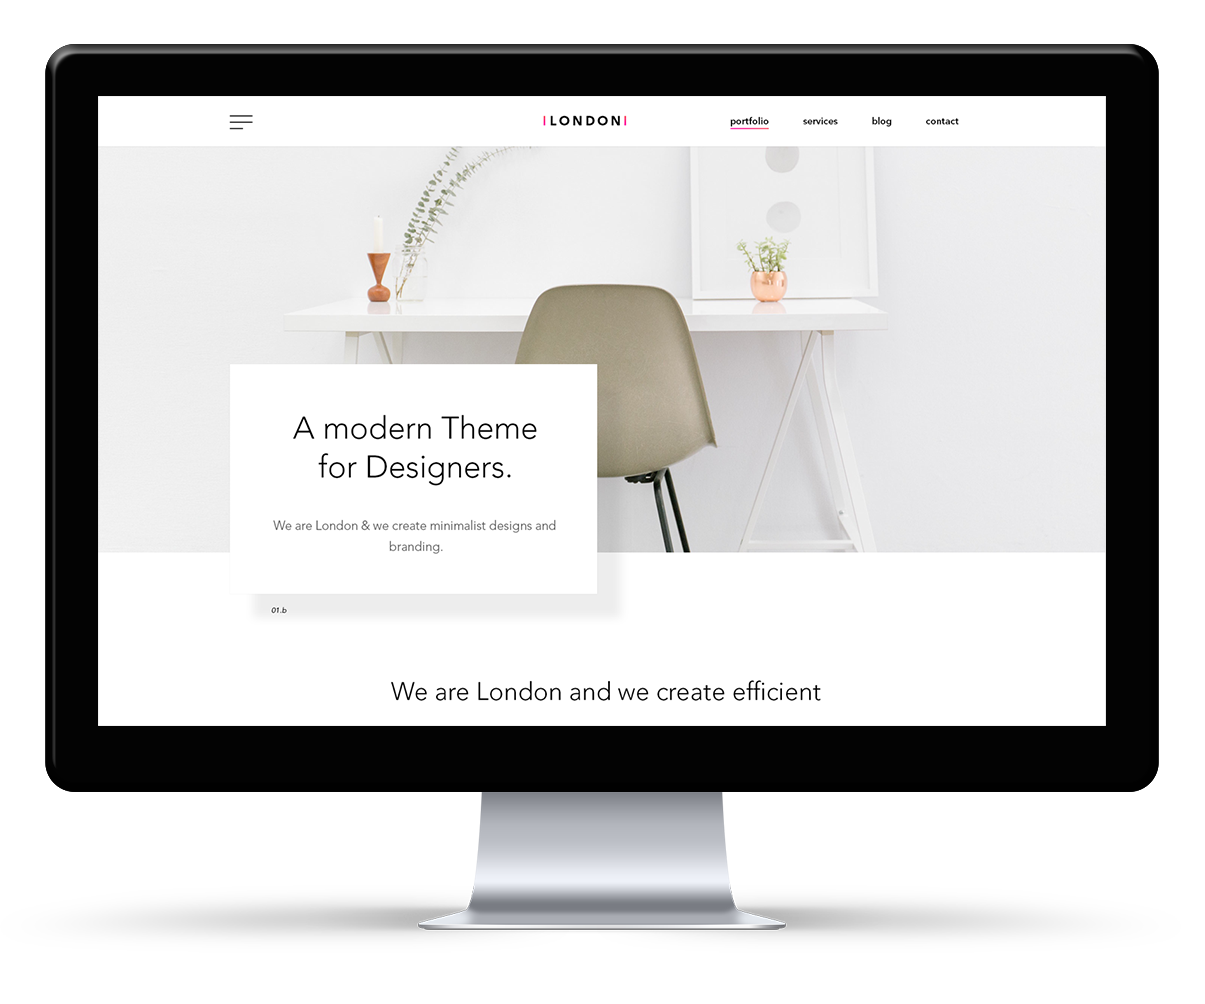 |LONDON|
portfolio
services
blog
contact
A modern Theme
for Designers.
We are London & we create minimalist designs and
branding.
01.b
We are London and we create efficient